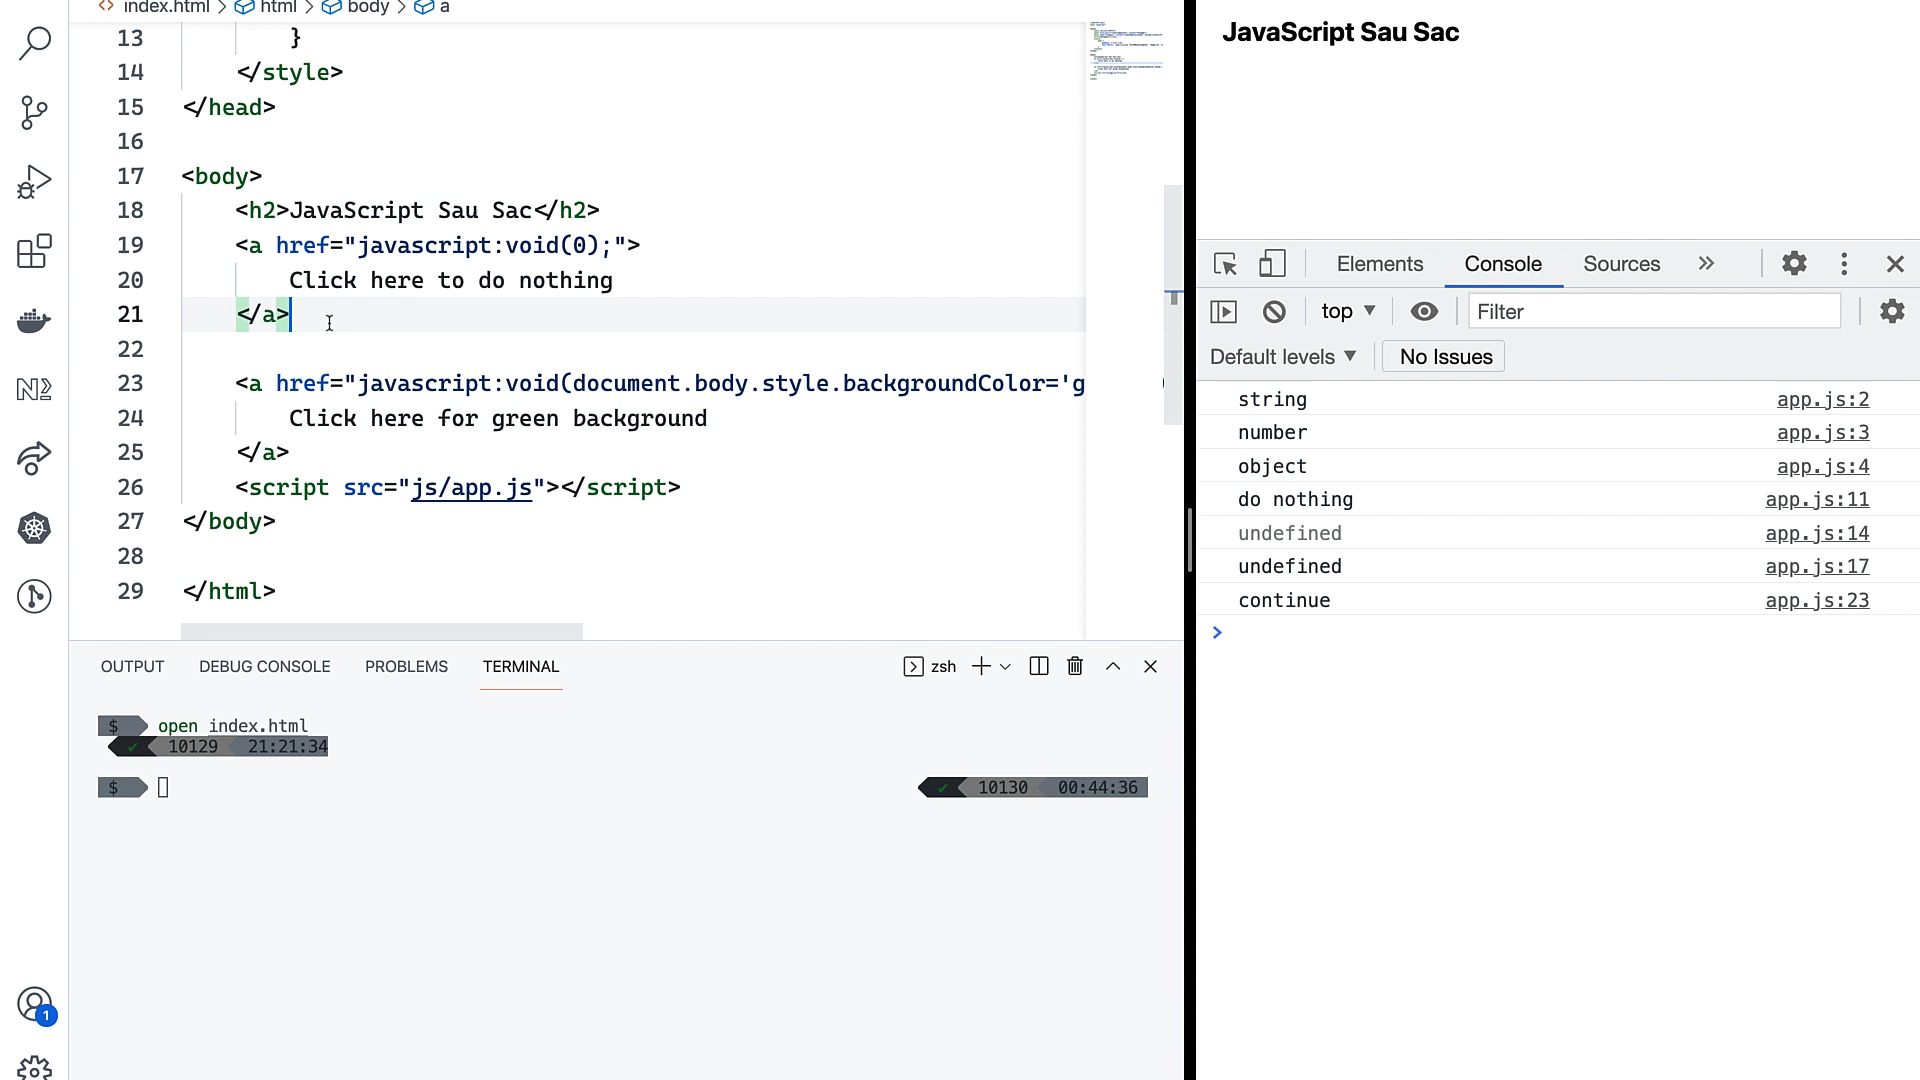 index.html > html > body > a
13 }
14 </style>
15 </head>
16
17 <body>
18 <h2>JavaScript Sau Sac</h2>
19 <a href="javascript:void(0);">
20 Click here to do nothing
21 </a>
22
23 <a href="javascript:void(document.body.style.backgroundColor='g
24 Click here for green background
25 </a>
26 <script src="js/app.js"></script>
27 </body>
28
29 </html>
OUTPUT DEBUG CONSOLE PROBLEMS TERMINAL zsh
$ open index.html
✓ 10129 21:21:34
$ ✓ 10130 00:44:36
1
JavaScript Sau Sac
Elements Console Sources
top Filter
Default levels No Issues
string app.js:2
number app.js:3
object app.js:4
do nothing app.js:11
undefined app.js:14
undefined app.js:17
continue app.js:23
>